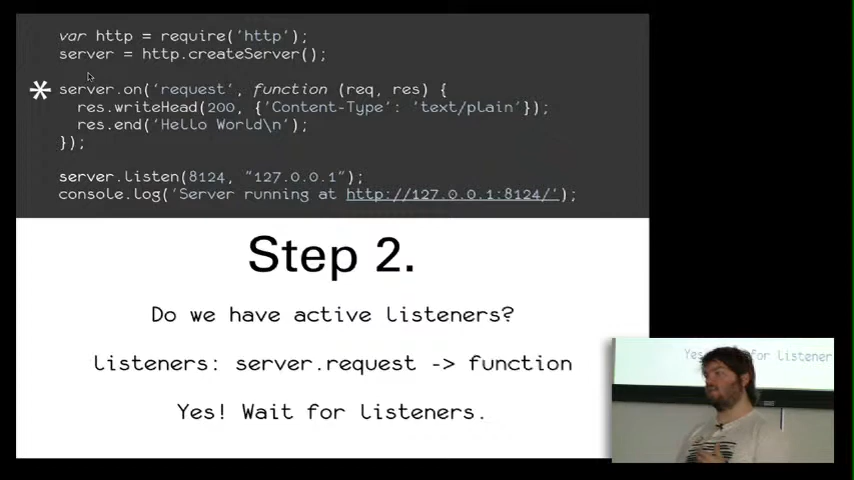 var http = require('http');
server = http.createServer();
* server.on('request', function (req, res) {
res.writeHead(200, {'Content-Type': 'text/plain'});
res.end('Hello World\n');
});
server.listen(8124, "127.0.0.1");
console.log('Server running at http://127.0.0.1:8124/');
Step 2.
Do we have active listeners?
listeners: server.request -> function
Yes! Wait for listeners.
for listener